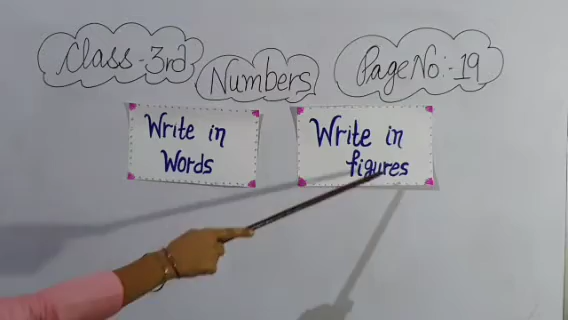 Class-3rd
Numbers
Page No:-19
Write in
Words
Write in
figures